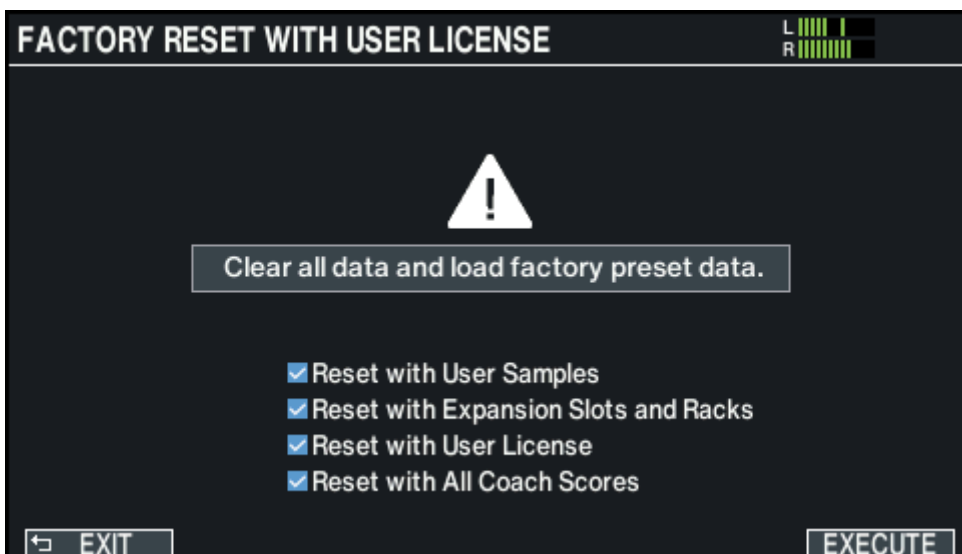 FACTORY RESET WITH USER LICENSE
L
R
!
Clear all data and load factory preset data.
Reset with User Samples
Reset with Expansion Slots and Racks
Reset with User License
Reset with All Coach Scores
EXIT
EXECUTE